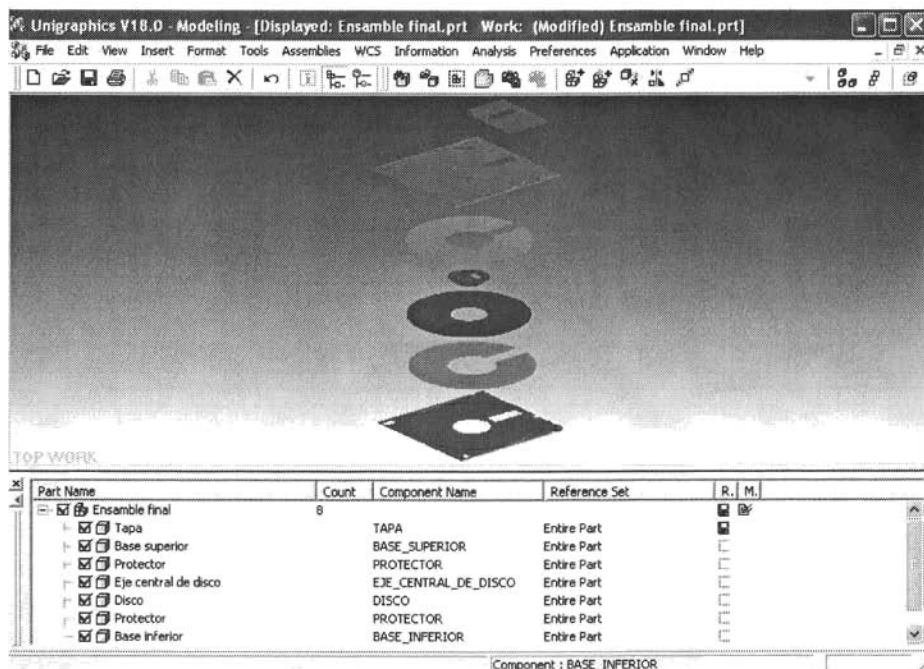 Unigraphics V18.0 - Modeling - [Displayed: Ensamble final.prt Work: (Modified) Ensamble final.prt]
File Edit View Insert Format Tools Assemblies WCS Information Analysis Preferences Application Window Help
TOP WORK
Part Name Count Component Name Reference Set R. M.
Ensamble final 8
Tapa TAPA Entire Part
Base superior BASE_SUPERIOR Entire Part
Protector PROTECTOR Entire Part
Eje central de disco EJE_CENTRAL_DE_DISCO Entire Part
Disco DISCO Entire Part
Protector PROTECTOR Entire Part
Base inferior BASE_INFERIOR Entire Part
Component : BASE_INFERIOR